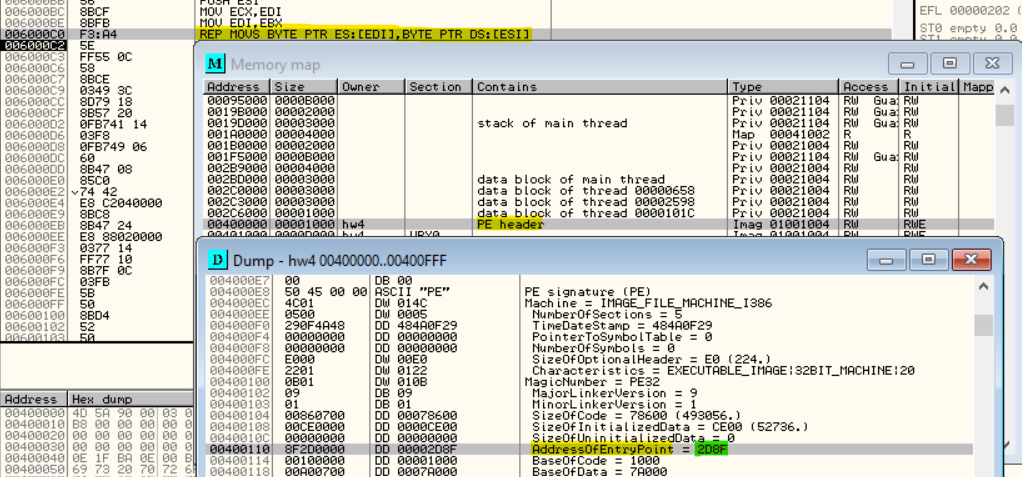 006000BB 56 PUSH ESI
006000BC 8BCF MOV ECX,EDI
006000BE 8BFB MOV EDI,EBX
006000C0 F3:A4 REP MOVS BYTE PTR ES:[EDI],BYTE PTR DS:[ESI]
006000C2 5E
006000C3 FF55 0C
006000C6 58
006000C7 8BCE
006000C9 0349 3C
006000CC 8D79 18
006000CF 8B57 20
006000D2 0FB741 14
006000D6 03F8
006000D8 0FB749 06
006000DC 60
006000DD 8B47 08
006000E0 85C0
006000E2 74 42
006000E4 E8 C2040000
006000E9 8BC8
006000EB 8B47 24
006000EE E8 88020000
006000F3 0377 14
006000F6 FF77 10
006000F9 8B7F 0C
006000FC 03FB
006000FE 5B
006000FF 50
00600100 8BD4
00600102 52
00600103 50
EFL 00000202
ST0 empty 0.0
ST1 empty 0.0
M Memory map
Address Size Owner Section Contains Type Access Initial Mapp
00095000 0000B000 Priv 00021104 RW Gua RW
0019B000 00002000 Priv 00021104 RW Gua RW
0019D000 00003000 stack of main thread Priv 00021104 RW Gua RW
001A0000 00004000 Map 00041002 R R
001B0000 00002000 Priv 00021004 RW RW
001F5000 0000B000 Priv 00021104 RW Gua RW
002B9000 00004000 Priv 00021004 RW RW
002BD000 00003000 data block of main thread Priv 00021004 RW RW
002C0000 00003000 data block of thread 00000658 Priv 00021004 RW RW
002C3000 00003000 data block of thread 00002598 Priv 00021004 RW RW
002C6000 00001000 data block of thread 0000101C Priv 00021004 RW RW
00400000 00001000 hw4 PE header Imag 01001004 RW RWE
00401000 0000D000 hw4 UPX0 Imag 01001004 RW RWE
D Dump - hw4 00400000..00400FFF
004000E7 00 DB 00
004000E8 50 45 00 00 ASCII "PE" PE signature (PE)
004000EC 4C01 DW 014C Machine = IMAGE_FILE_MACHINE_I386
004000EE 0500 DW 0005 NumberOfSections = 5
004000F0 290F4A48 DD 484A0F29 TimeDateStamp = 484A0F29
004000F4 00000000 DD 00000000 PointerToSymbolTable = 0
004000F8 00000000 DD 00000000 NumberOfSymbols = 0
004000FC E000 DW 00E0 SizeOfOptionalHeader = E0 (224.)
004000FE 2201 DW 0122 Characteristics = EXECUTABLE_IMAGE|32BIT_MACHINE|20
00400100 0B01 DW 010B MagicNumber = PE32
00400102 09 DB 09 MajorLinkerVersion = 9
00400103 01 DB 01 MinorLinkerVersion = 1
00400104 00860700 DD 00078600 SizeOfCode = 78600 (493056.)
00400108 00CE0000 DD 0000CE00 SizeOfInitializedData = CE00 (52736.)
0040010C 00000000 DD 00000000 SizeOfUninitializedData = 0
00400110 8F2D0000 DD 00002D8F AddressOfEntryPoint = 2D8F
00400114 00100000 DD 00001000 BaseOfCode = 1000
00400118 00A00700 DD 0007A000 BaseOfData = 7A000
Address Hex dump
00400000 4D 5A 90 00 03 0
00400010 B8 00 00 00 00 0
00400020 00 00 00 00 00 0
00400030 00 00 00 00 00 0
00400040 0E 1F BA 0E 00 B
00400050 69 73 20 70 72 6